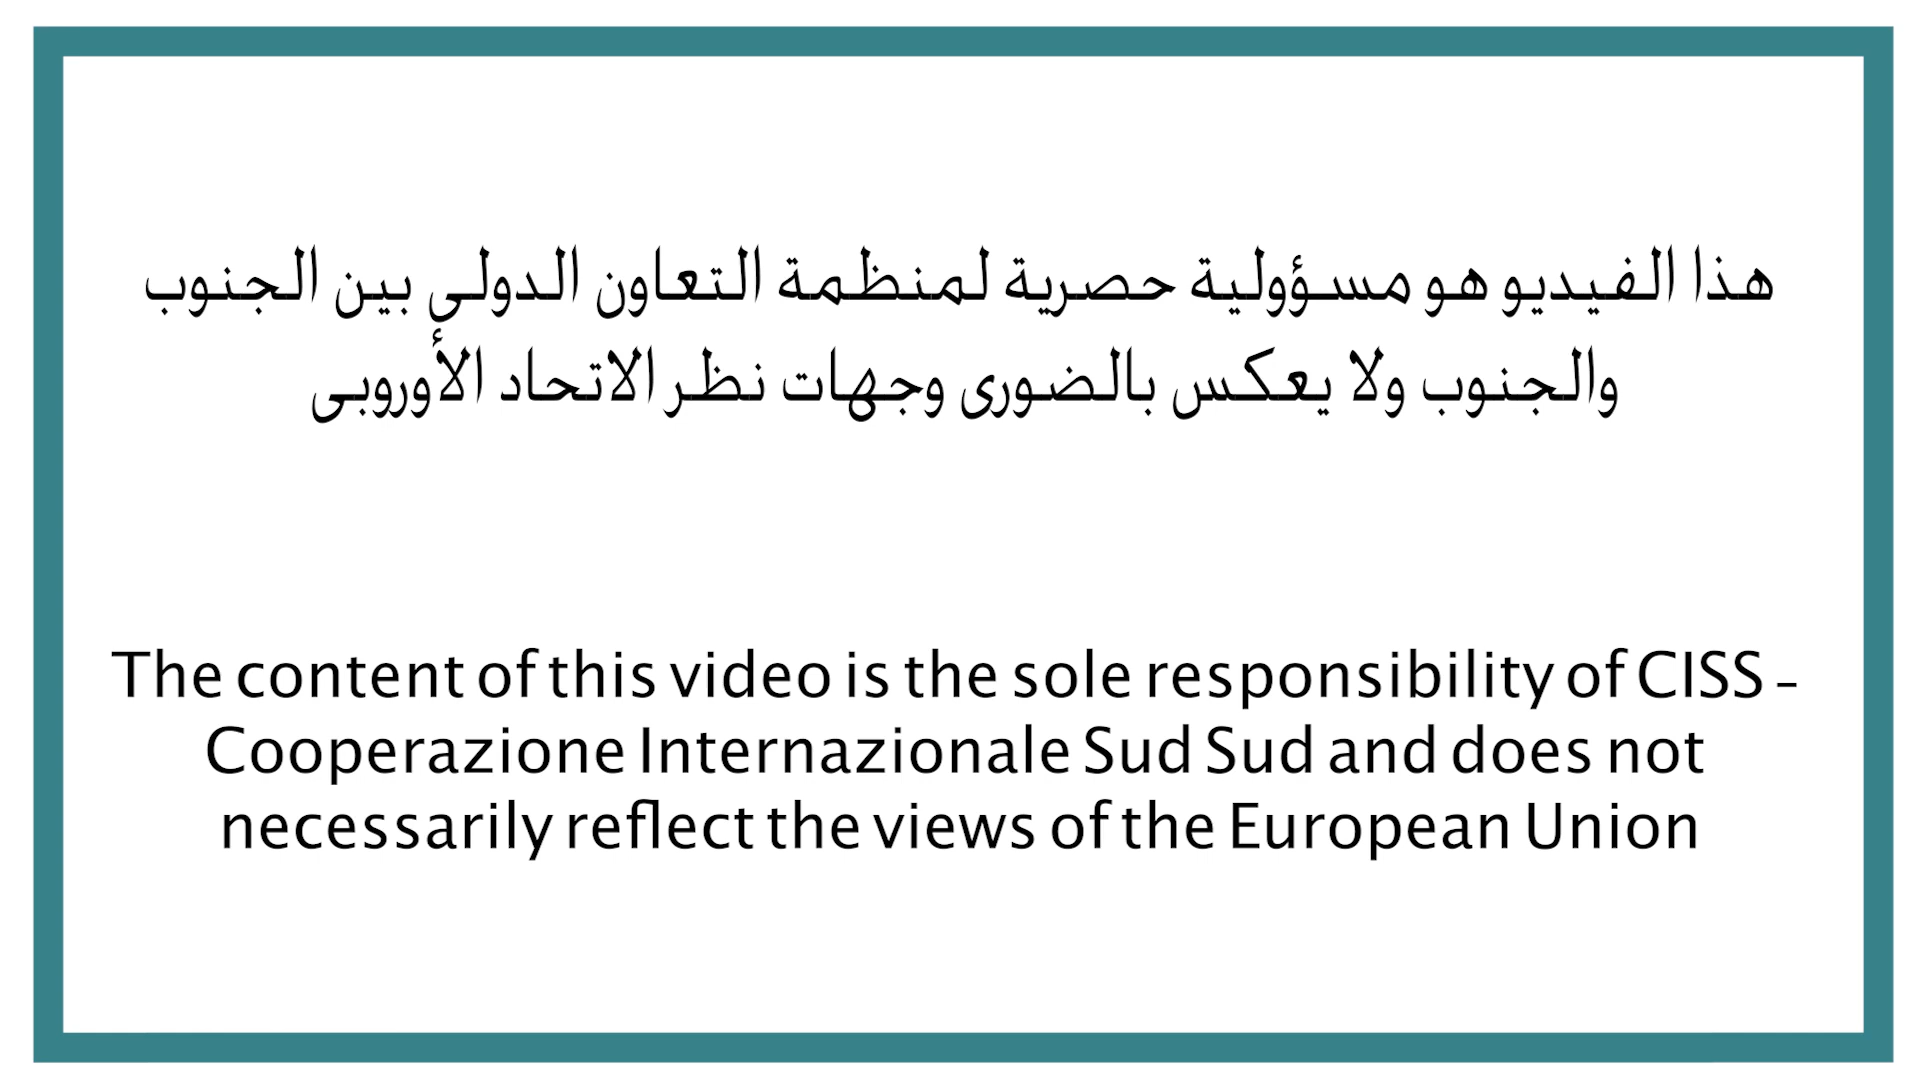 هذا الفيديو هو مسؤولية حصرية لمنظمة التعاون الدولى بين الجنوب
والجنوب ولا يعكس بالضورى وجهات نظر الاتحاد الأوروبى
The content of this video is the sole responsibility of CISS -
Cooperazione Internazionale Sud Sud and does not
necessarily reflect the views of the European Union